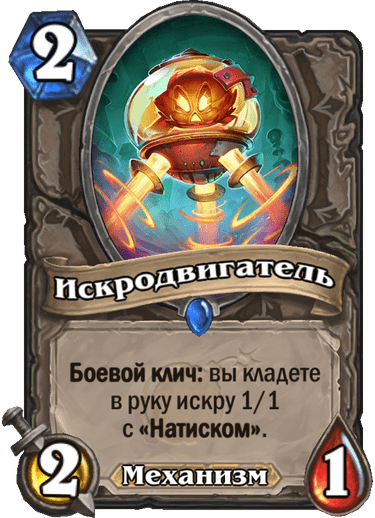 2
Искродвигатель
Боевой клич: вы кладете
в руку искру 1/1
с «Натиском».
2
Механизм
1